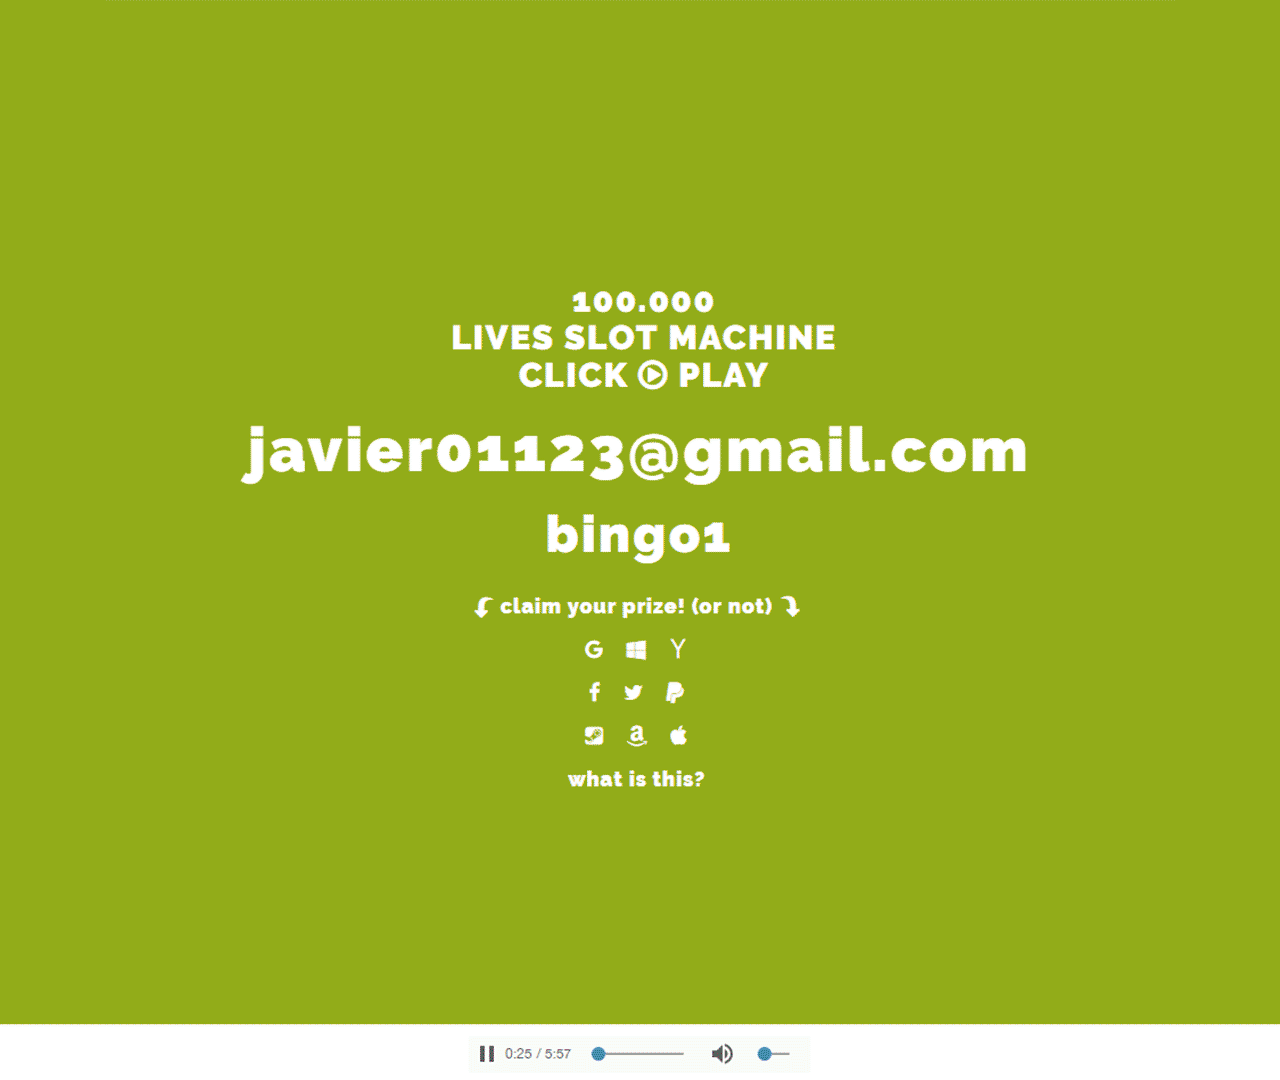 100.000
LIVES SLOT MACHINE
CLICK PLAY
javier01123@gmail.com
bingo1
claim your prize! (or not)
what is this?
0:25 / 5:57